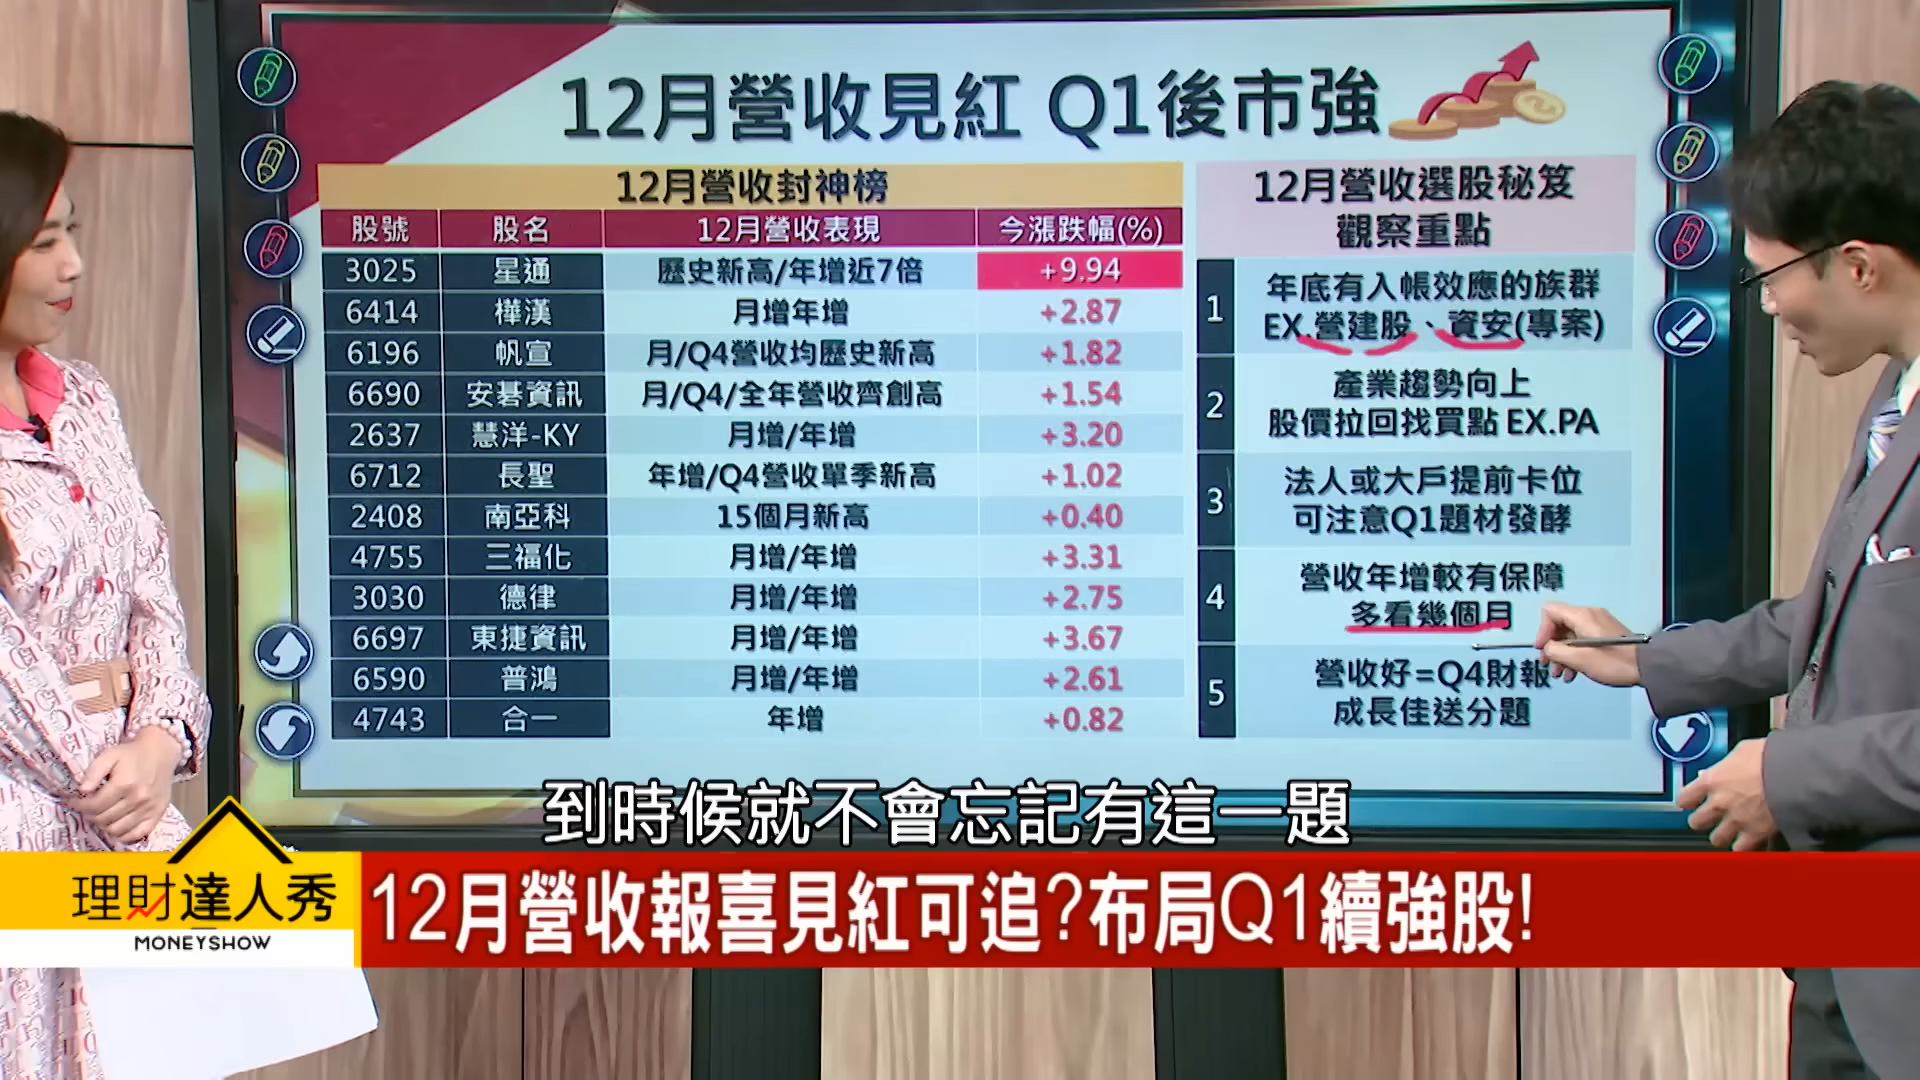 12月營收見紅 Q1後市強
12月營收封神榜
股號 股名 12月營收表現 今漲跌幅(%)
3025 星通 歷史新高/年增近7倍 +9.94
6414 樺漢 月增年增 +2.87
6196 帆宣 月/Q4營收均歷史新高 +1.82
6690 安碁資訊 月/Q4/全年營收齊創高 +1.54
2637 慧洋-KY 月增/年增 +3.20
6712 長聖 年增/Q4營收單季新高 +1.02
2408 南亞科 15個月新高 +0.40
4755 三福化 月增/年增 +3.31
3030 德律 月增/年增 +2.75
6697 東捷資訊 月增/年增 +3.67
6590 普鴻 月增/年增 +2.61
4743 合一 年增 +0.82
12月營收選股秘笈
觀察重點
1
年底有入帳效應的族群
EX.營建股、資安(專案)
2
產業趨勢向上
股價拉回找買點 EX.PA
3
法人或大戶提前卡位
可注意Q1題材發酵
4
營收年增較有保障
多看幾個月
5
營收好=Q4財報
成長佳送分題
到時候就不會忘記有這一題
理財達人秀
MONEYSHOW
12月營收報喜見紅可追?布局Q1續強股!